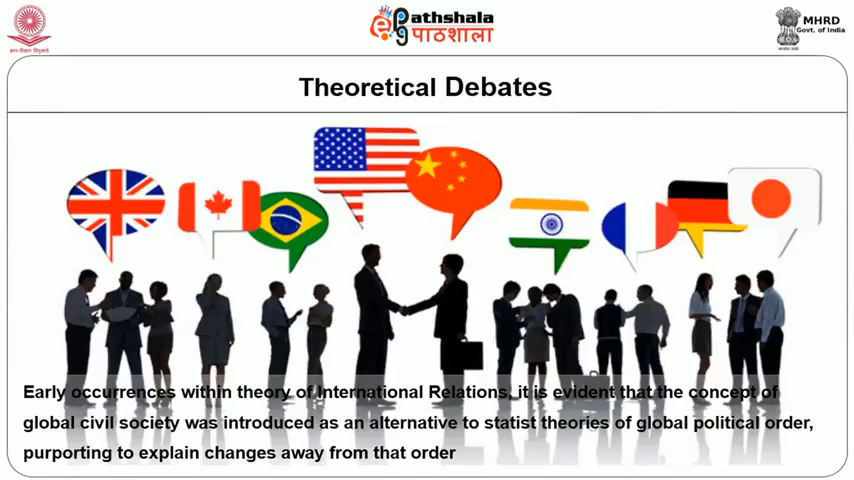 ePathshala
पाठशाला
MHRD
Govt. of India
Theoretical Debates
Early occurrences within theory of International Relations, it is evident that the concept of
global civil society was introduced as an alternative to statist theories of global political order,
purporting to explain changes away from that order